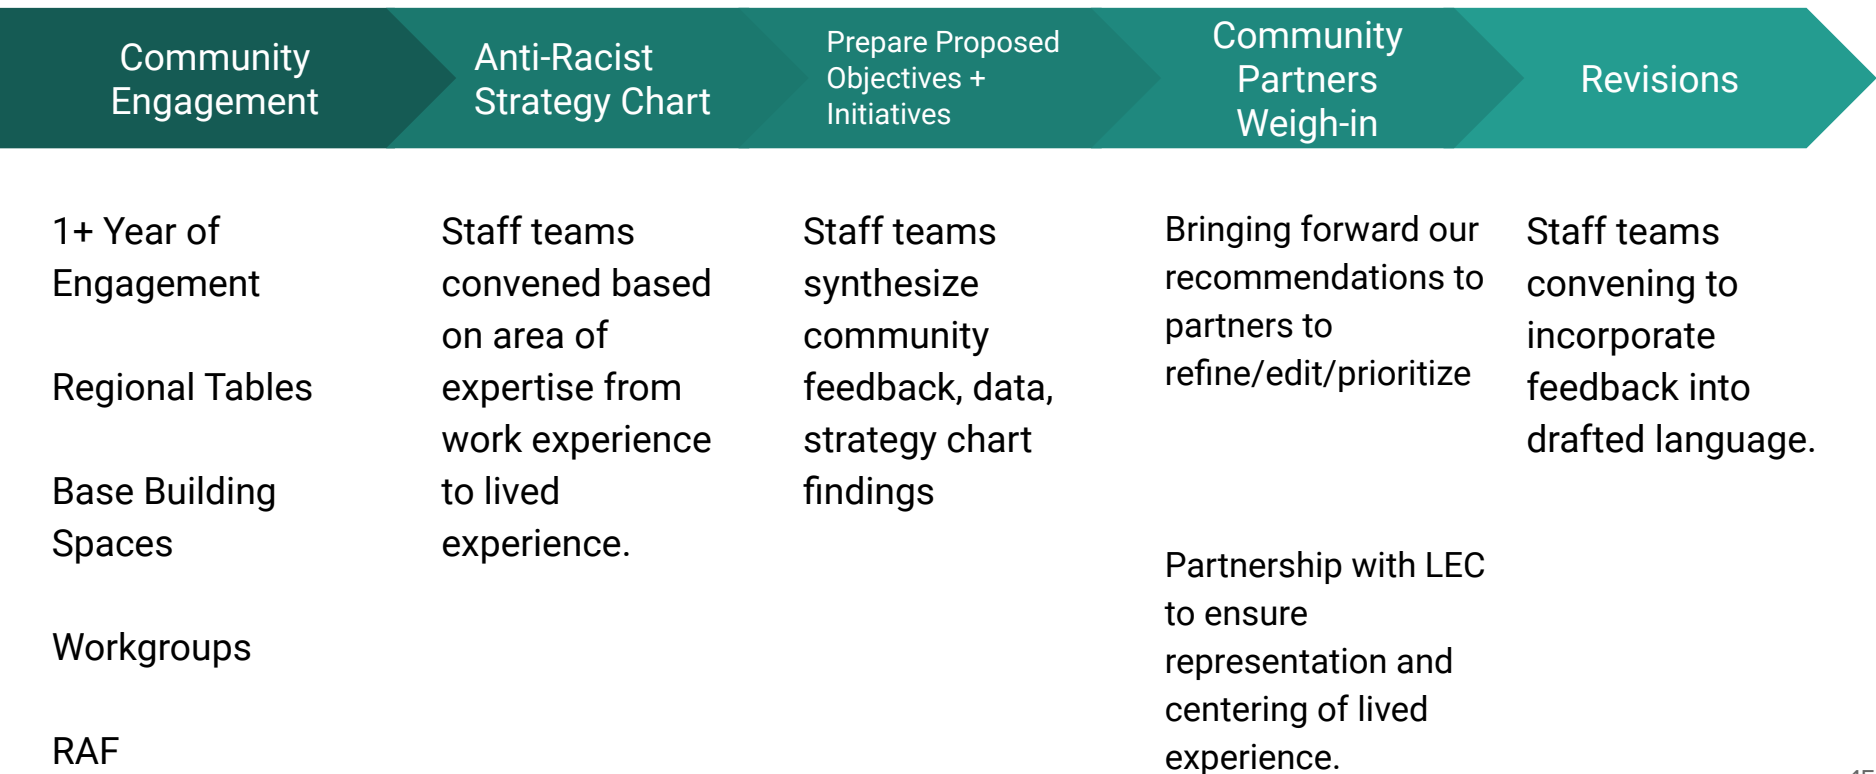 Community
Engagement
Anti-Racist
Strategy Chart
Prepare Proposed
Objectives +
Initiatives
Community
Partners
Weigh-in
Revisions
1+ Year of
Engagement
Regional Tables
Base Building
Spaces
Workgroups
RAF
Staff teams
convened based
on area of
expertise from
work experience
to lived
experience.
Staff teams
synthesize
community
feedback, data,
strategy chart
findings
Bringing forward our
recommendations to
partners to
refine/edit/prioritize
Partnership with LEC
to ensure
representation and
centering of lived
experience.
Staff teams
convening to
incorporate
feedback into
drafted language.